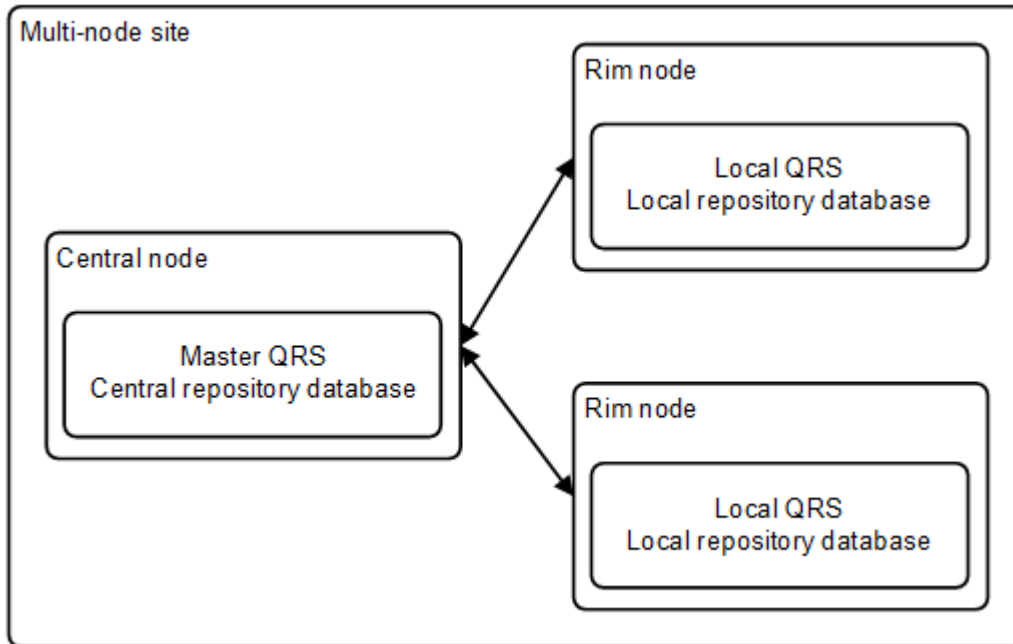 Multi-node site
Rim node
Local QRS
Local repository database
Central node
Master QRS
Central repository database
Rim node
Local QRS
Local repository database